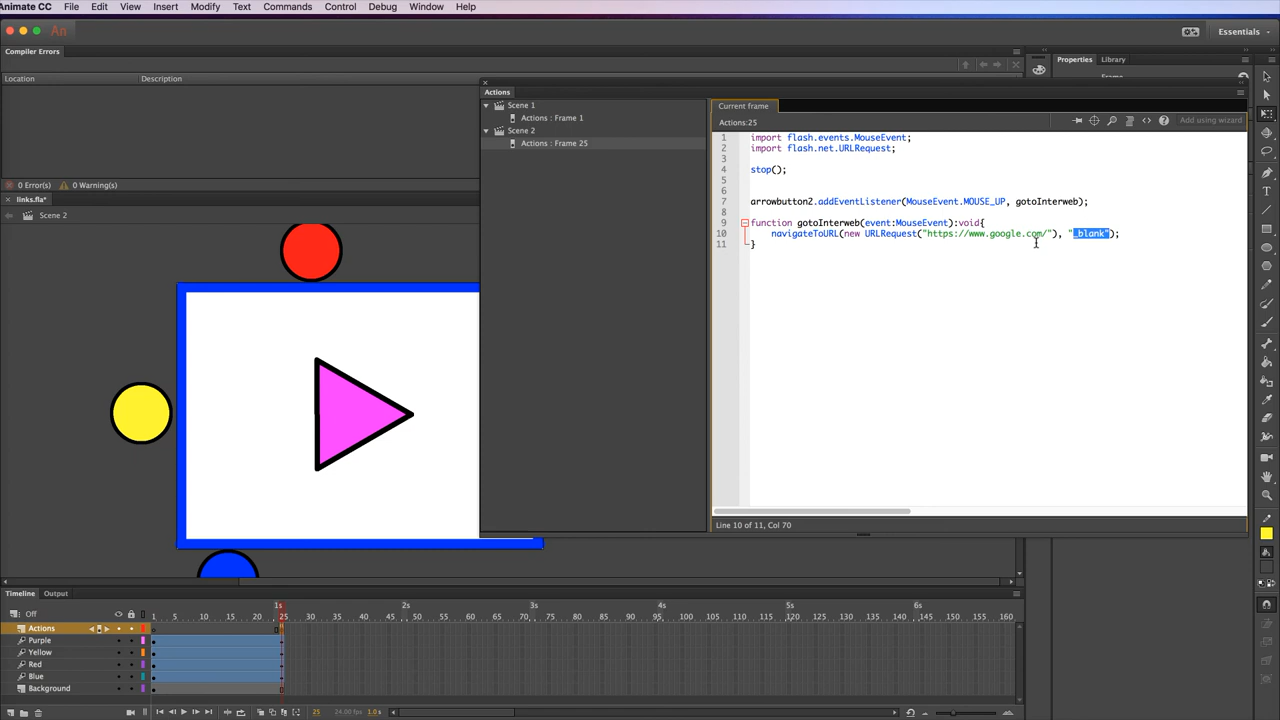 Animate CC File Edit View Insert Modify Text Commands Control Debug Window Help
An Essentials
Compiler Errors
Properties Library
Location Description
Frame
Actions
Scene 1
Actions : Frame 1
Scene 2
Actions : Frame 25
Current frame
Actions:25
Add using wizard
1 import flash.events.MouseEvent;
2 import flash.net.URLRequest;
3
4 stop();
5
6
7 arrowbutton2.addEventListener(MouseEvent.MOUSE_UP, gotoInterweb);
8
9 function gotoInterweb(event:MouseEvent):void{
10 navigateToURL(new URLRequest("https://www.google.com/"), "_blank");
11 }
0 Error(s) 0 Warning(s)
links.fla*
Scene 2
Line 10 of 11, Col 70
Timeline Output
Off 1s 2s 3s 4s 5s 6s
1 5 10 15 20 25 30 35 40 45 50 55 60 65 70 75 80 85 90 95 100 105 110 115 120 125 130 135 140 145 150 155 160
Actions
Purple
Yellow
Red
Blue
Background
25 24.00 fps 1.0s